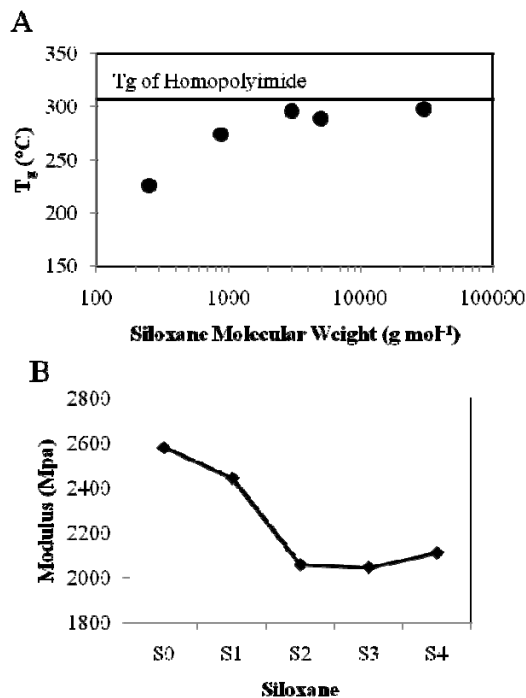 A
350
Tg of Homopolyimide
300
250
200
150
Tg (°C)
100 1000 10000 100000
Siloxane Molecular Weight (g mol-1)
B
2800
2600
2400
2200
2000
1800
Modulus (Mpa)
S0 S1 S2 S3 S4
Siloxane